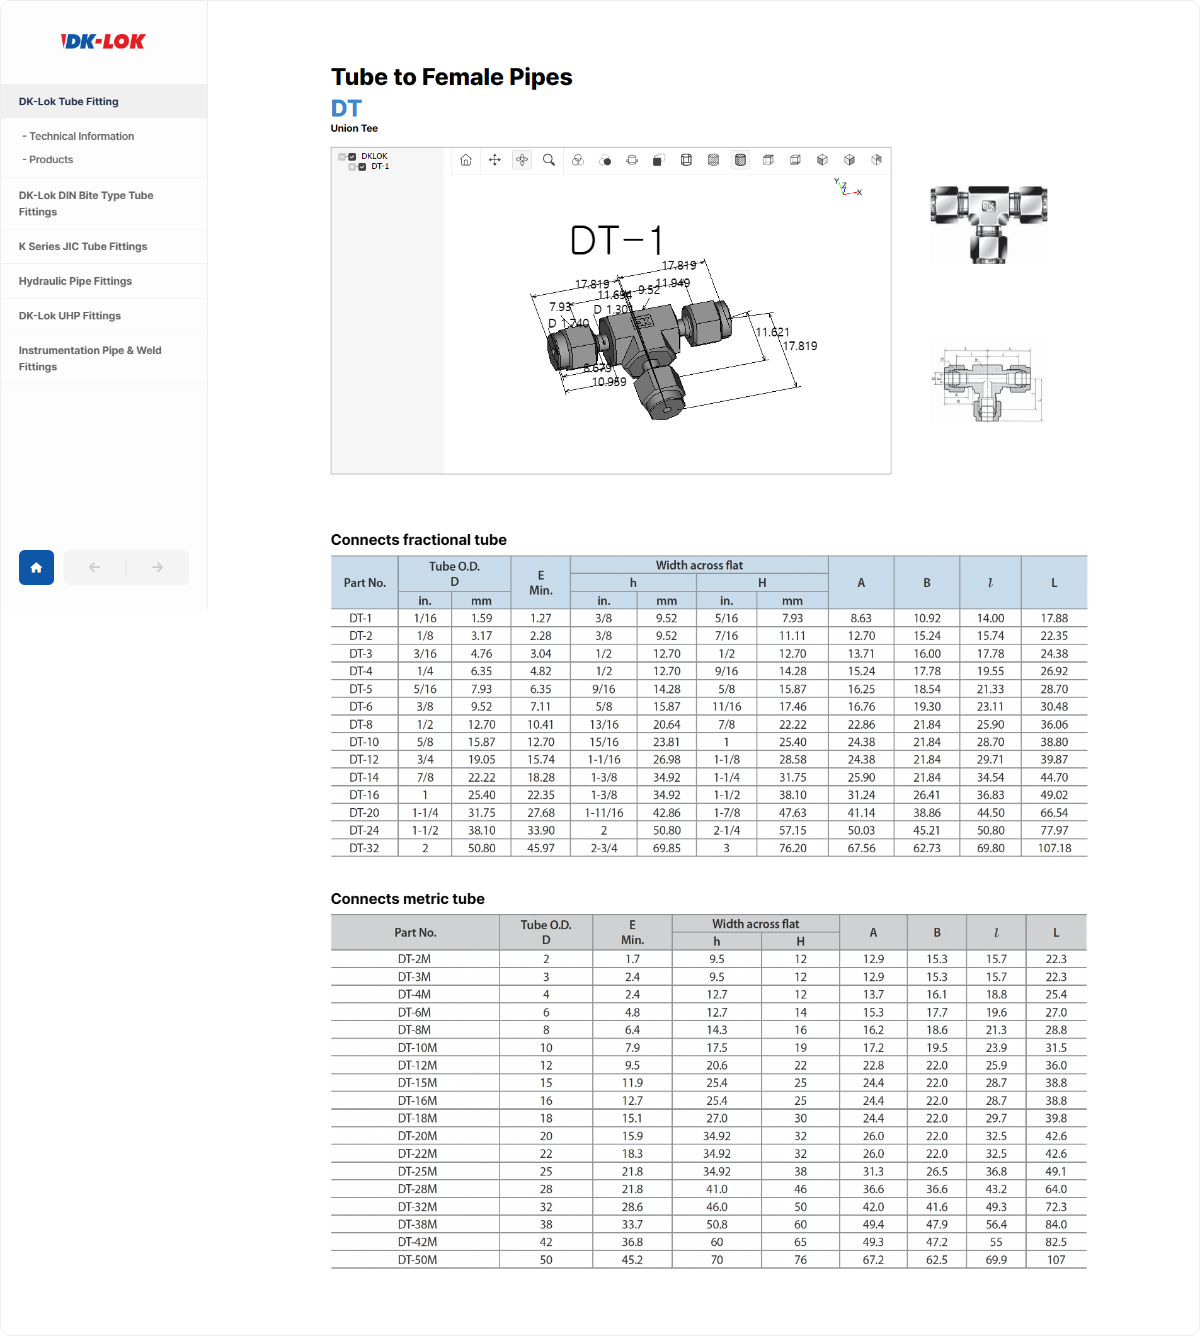 DK-LOK
DK-Lok Tube Fitting
- Technical Information
- Products
DK-Lok DIN Bite Type Tube
Fittings
K Series JIC Tube Fittings
Hydraulic Pipe Fittings
DK-Lok UHP Fittings
Instrumentation Pipe & Weld
Fittings
Tube to Female Pipes
DT
Union Tee
DKLOK
DT-1
Y Z X
DT-1
17.819
17.819
11.949
11.694
9.52
7.93
D 1.301
D 1.740
11.621
17.819
8.679
10.959
DK
Connects fractional tube
Part No. Tube O.D. D E Min. Width across flat A B l L
h H
in. mm in. mm in. mm
DT-1 1/16 1.59 1.27 3/8 9.52 5/16 7.93 8.63 10.92 14.00 17.88
DT-2 1/8 3.17 2.28 3/8 9.52 7/16 11.11 12.70 15.24 15.74 22.35
DT-3 3/16 4.76 3.04 1/2 12.70 1/2 12.70 13.71 16.00 17.78 24.38
DT-4 1/4 6.35 4.82 1/2 12.70 9/16 14.28 15.24 17.78 19.55 26.92
DT-5 5/16 7.93 6.35 9/16 14.28 5/8 15.87 16.25 18.54 21.33 28.70
DT-6 3/8 9.52 7.11 5/8 15.87 11/16 17.46 16.76 19.30 23.11 30.48
DT-8 1/2 12.70 10.41 13/16 20.64 7/8 22.22 22.86 21.84 25.90 36.06
DT-10 5/8 15.87 12.70 15/16 23.81 1 25.40 24.38 21.84 28.70 38.80
DT-12 3/4 19.05 15.74 1-1/16 26.98 1-1/8 28.58 24.38 21.84 29.71 39.87
DT-14 7/8 22.22 18.28 1-3/8 34.92 1-1/4 31.75 25.90 21.84 34.54 44.70
DT-16 1 25.40 22.35 1-3/8 34.92 1-1/2 38.10 31.24 26.41 36.83 49.02
DT-20 1-1/4 31.75 27.68 1-11/16 42.86 1-7/8 47.63 41.14 38.86 44.50 66.54
DT-24 1-1/2 38.10 33.90 2 50.80 2-1/4 57.15 50.03 45.21 50.80 77.97
DT-32 2 50.80 45.97 2-3/4 69.85 3 76.20 67.56 62.73 69.80 107.18
Connects metric tube
Part No. Tube O.D. D E Min. Width across flat A B l L
h H
DT-2M 2 1.7 9.5 12 12.9 15.3 15.7 22.3
DT-3M 3 2.4 9.5 12 12.9 15.3 15.7 22.3
DT-4M 4 2.4 12.7 12 13.7 16.1 18.8 25.4
DT-6M 6 4.8 12.7 14 15.3 17.7 19.6 27.0
DT-8M 8 6.4 14.3 16 16.2 18.6 21.3 28.8
DT-10M 10 7.9 17.5 19 17.2 19.5 23.9 31.5
DT-12M 12 9.5 20.6 22 22.8 22.0 25.9 36.0
DT-15M 15 11.9 25.4 25 24.4 22.0 28.7 38.8
DT-16M 16 12.7 25.4 25 24.4 22.0 28.7 38.8
DT-18M 18 15.1 27.0 30 24.4 22.0 29.7 39.8
DT-20M 20 15.9 34.92 32 26.0 22.0 32.5 42.6
DT-22M 22 18.3 34.92 32 26.0 22.0 32.5 42.6
DT-25M 25 21.8 34.92 38 31.3 26.5 36.8 49.1
DT-28M 28 21.8 41.0 46 36.6 36.6 43.2 64.0
DT-32M 32 28.6 46.0 50 42.0 41.6 49.3 72.3
DT-38M 38 33.7 50.8 60 49.4 47.9 56.4 84.0
DT-42M 42 36.8 60 65 49.3 47.2 55 82.5
DT-50M 50 45.2 70 76 67.2 62.5 69.9 107